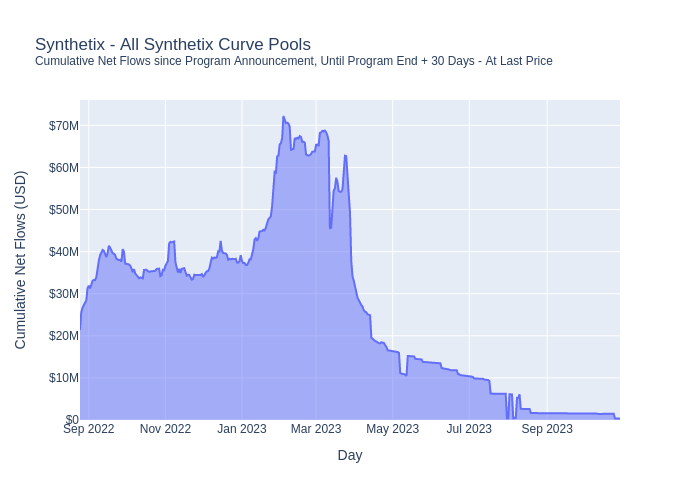 Synthetix - All Synthetix Curve Pools
Cumulative Net Flows since Program Announcement, Until Program End + 30 Days - At Last Price
Cumulative Net Flows (USD)
$70M
$60M
$50M
$40M
$30M
$20M
$10M
$0
Sep 2022
Nov 2022
Jan 2023
Mar 2023
May 2023
Jul 2023
Sep 2023
Day